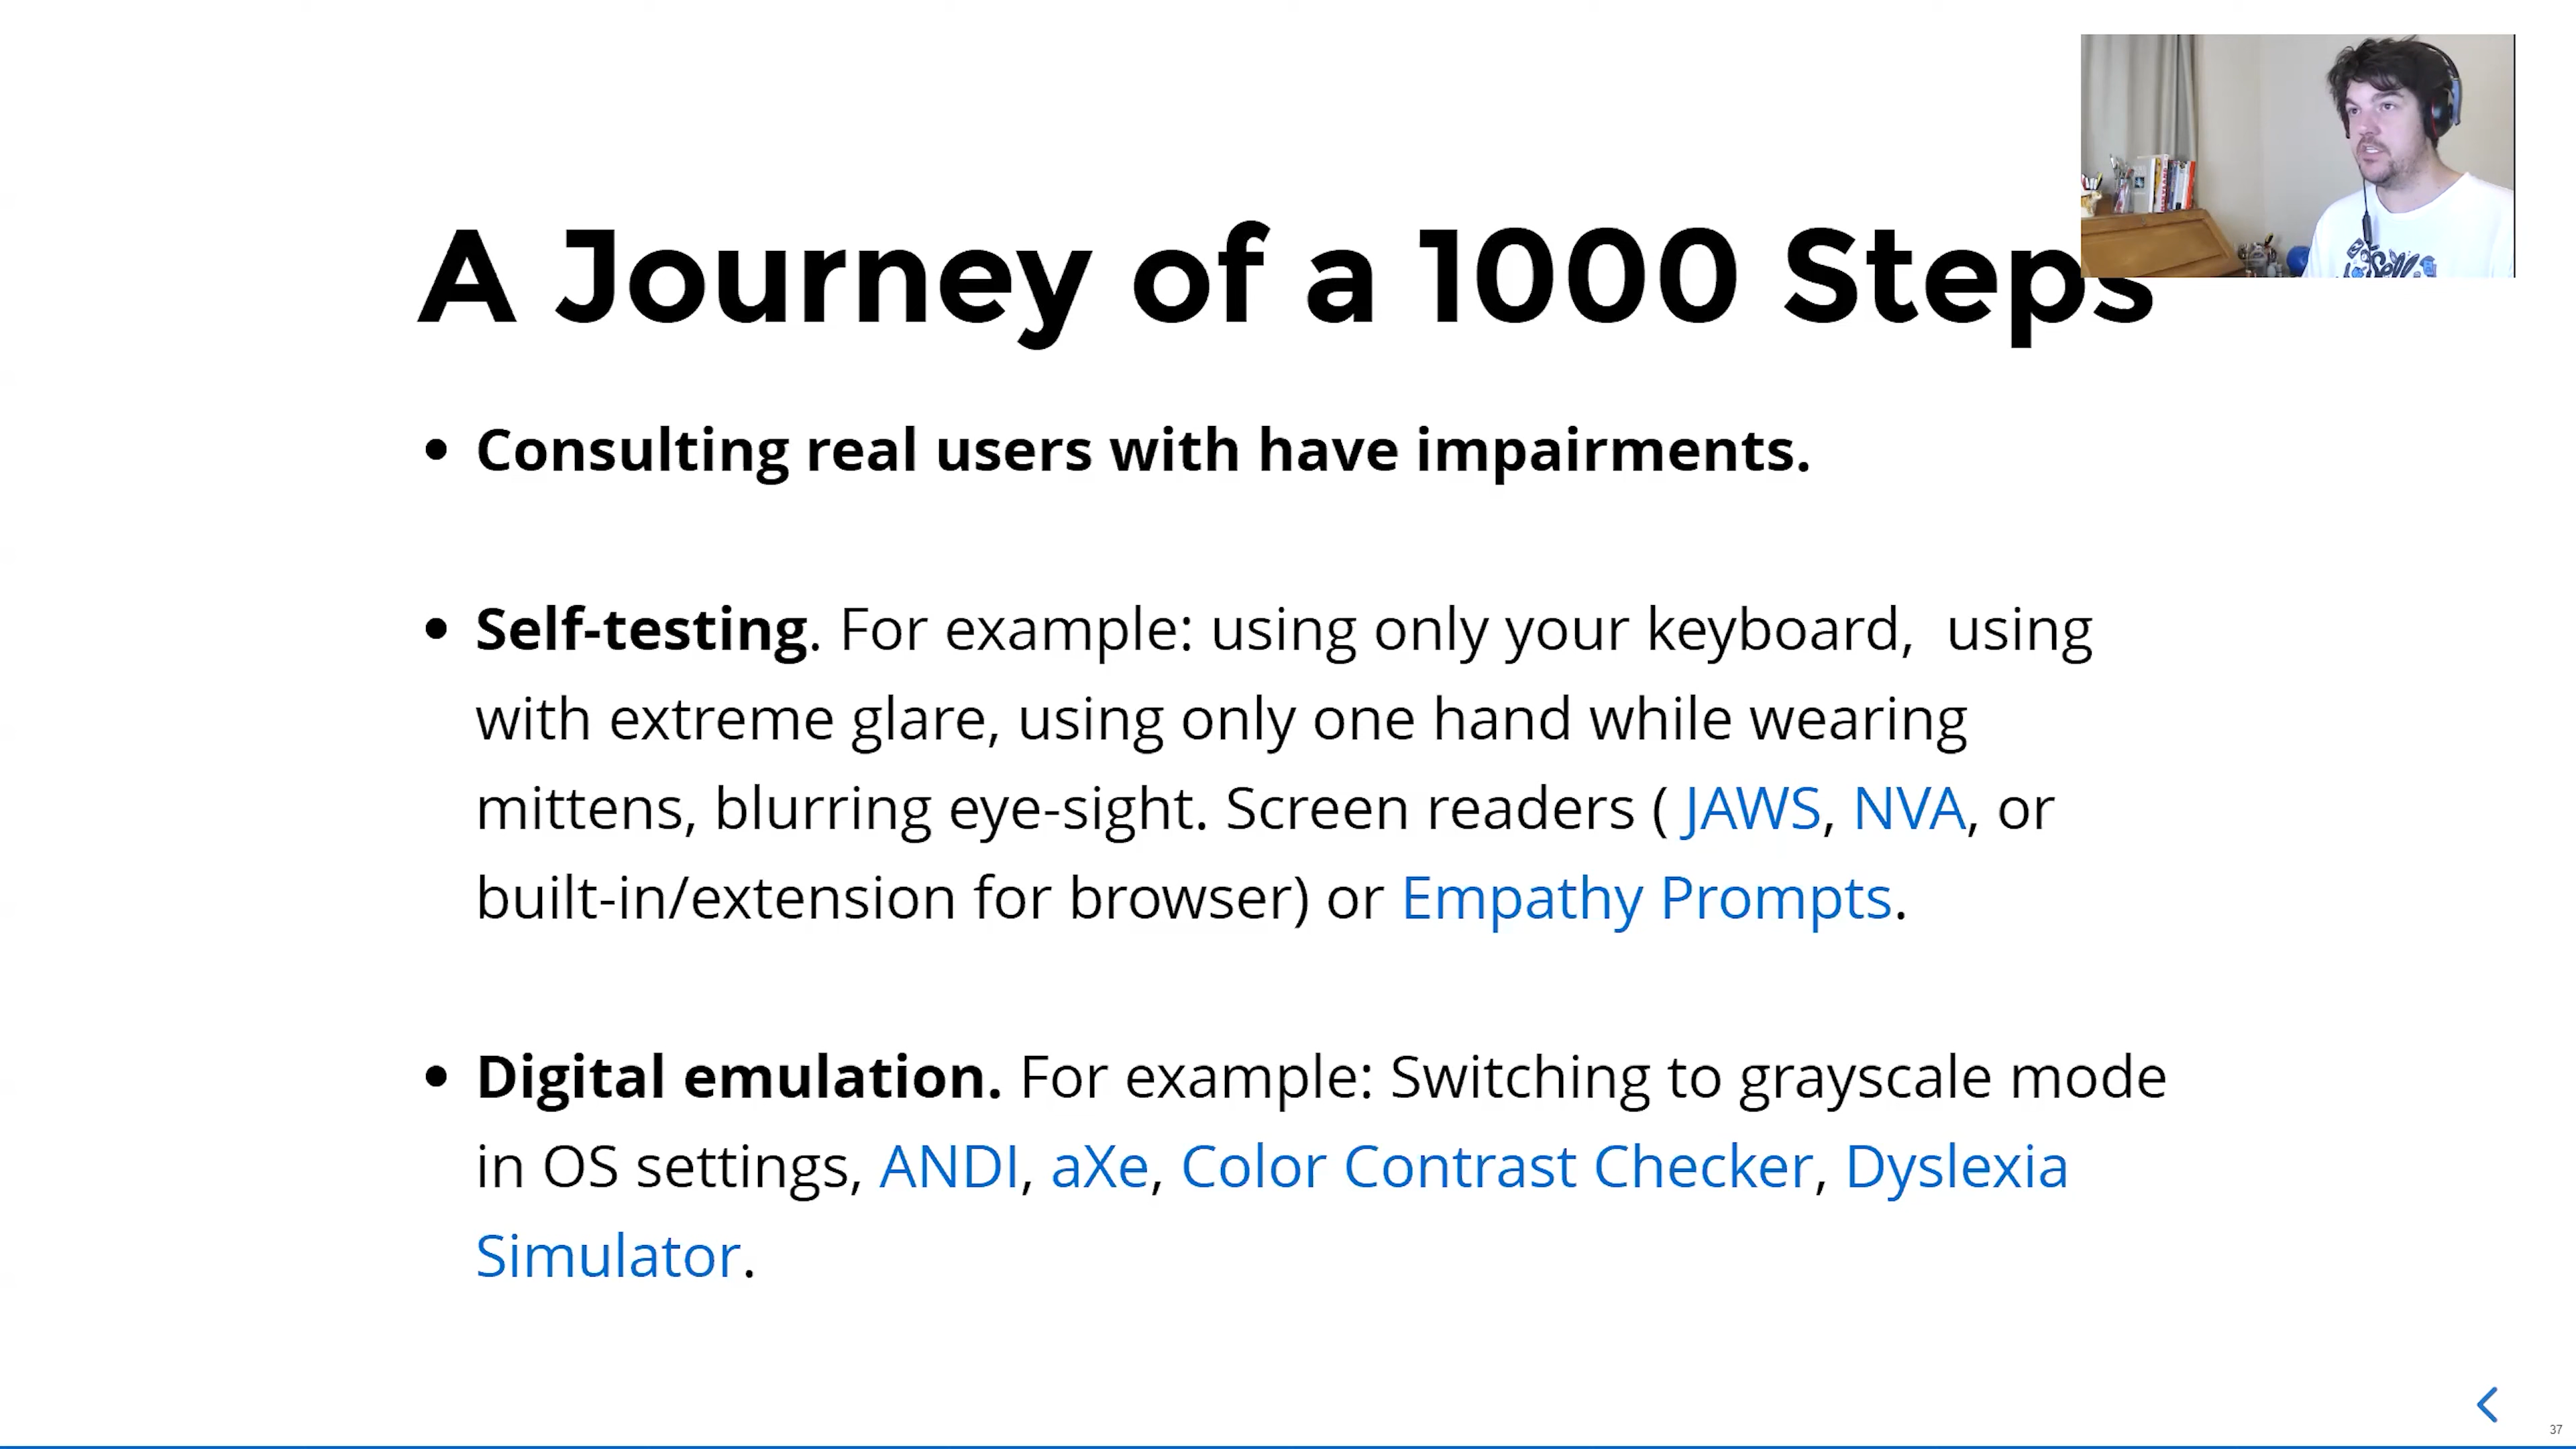 A Journey of a 1000 Steps
• Consulting real users with have impairments.
• Self-testing. For example: using only your keyboard,  using
with extreme glare, using only one hand while wearing
mittens, blurring eye-sight. Screen readers ( JAWS, NVA, or
built-in/extension for browser) or Empathy Prompts.
• Digital emulation. For example: Switching to grayscale mode
in OS settings, ANDI, aXe, Color Contrast Checker, Dyslexia
Simulator.
37